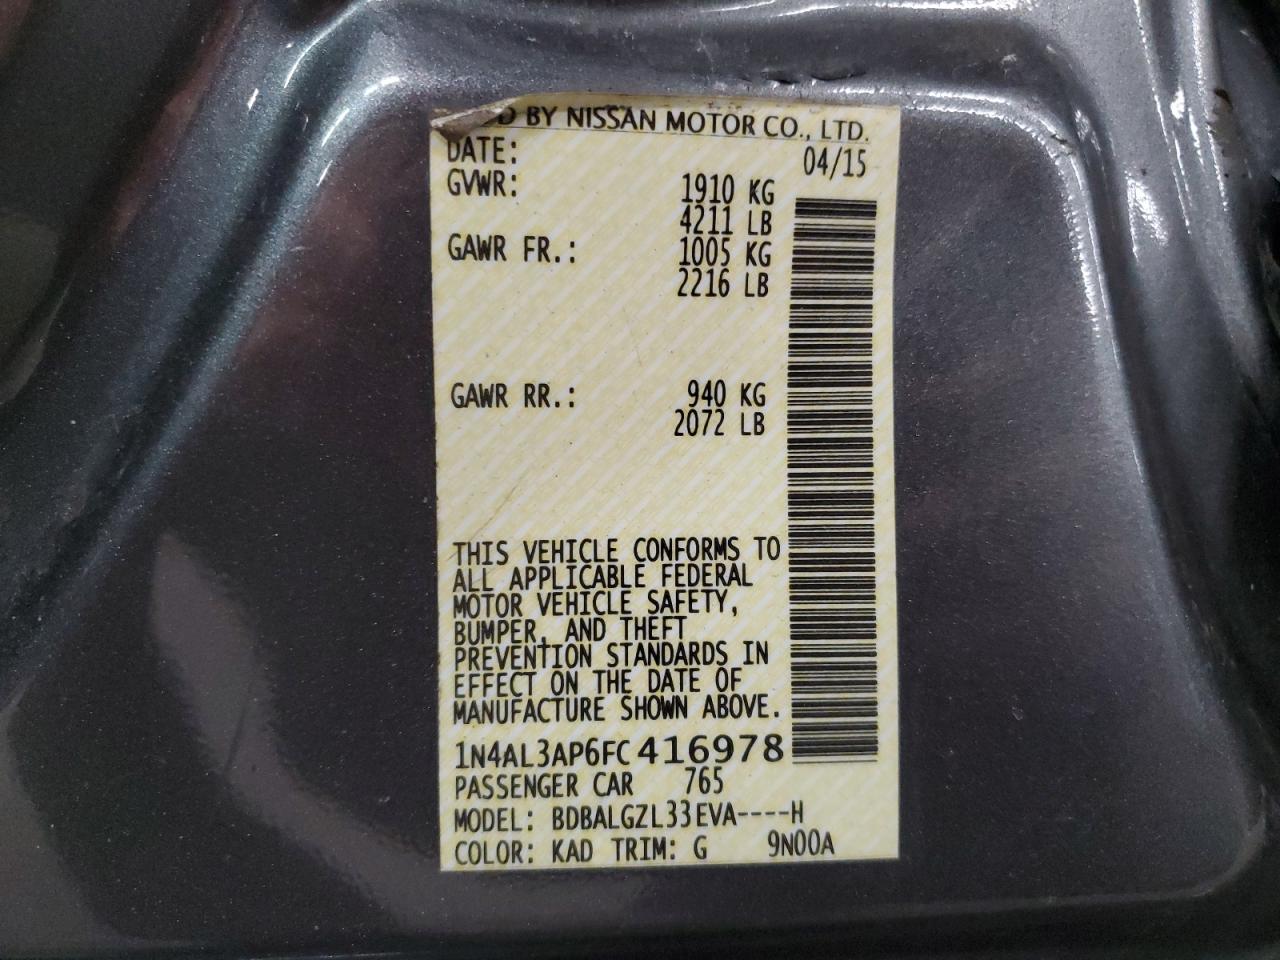 D BY NISSAN MOTOR CO., LTD.
DATE: 04/15
GVWR: 1910 KG
4211 LB
GAWR FR.: 1005 KG
2216 LB
GAWR RR.: 940 KG
2072 LB
THIS VEHICLE CONFORMS TO
ALL APPLICABLE FEDERAL
MOTOR VEHICLE SAFETY,
BUMPER, AND THEFT
PREVENTION STANDARDS IN
EFFECT ON THE DATE OF
MANUFACTURE SHOWN ABOVE.
1N4AL3AP6FC416978
PASSENGER CAR 765
MODEL: BDBALGZL33EVA----H
COLOR: KAD TRIM: G 9N00A